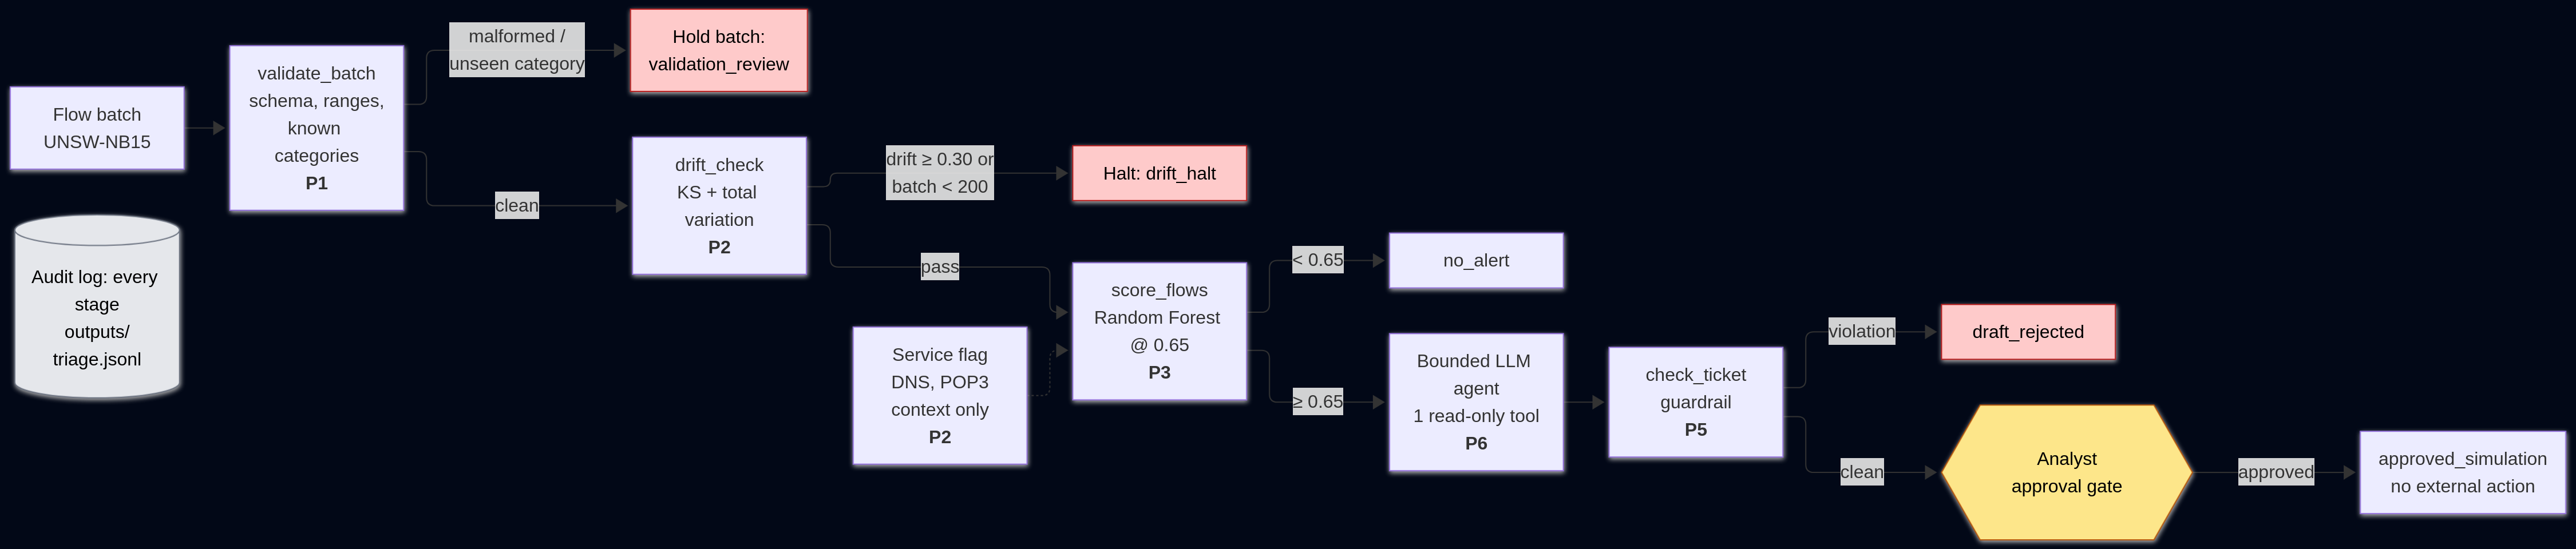 Flow batch
UNSW-NB15
Audit log: every
stage
outputs/
triage.jsonl
validate_batch
schema, ranges,
known
categories
P1
malformed /
unseen category
clean
Hold batch:
validation_review
drift_check
KS + total
variation
P2
drift ≥ 0.30 or
batch < 200
pass
Halt: drift_halt
Service flag
DNS, POP3
context only
P2
score_flows
Random Forest
@ 0.65
P3
< 0.65
≥ 0.65
no_alert
Bounded LLM
agent
1 read-only tool
P6
check_ticket
guardrail
P5
violation
clean
draft_rejected
Analyst
approval gate
approved
approved_simulation
no external action